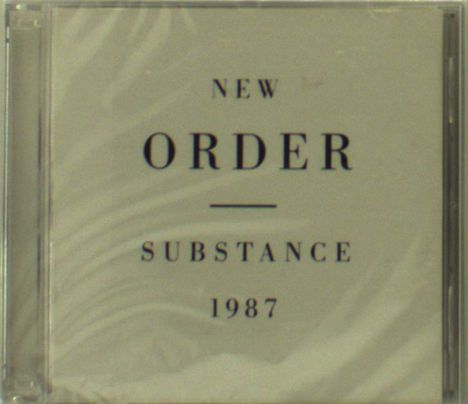 NEW
ORDER
SUBSTANCE
1987